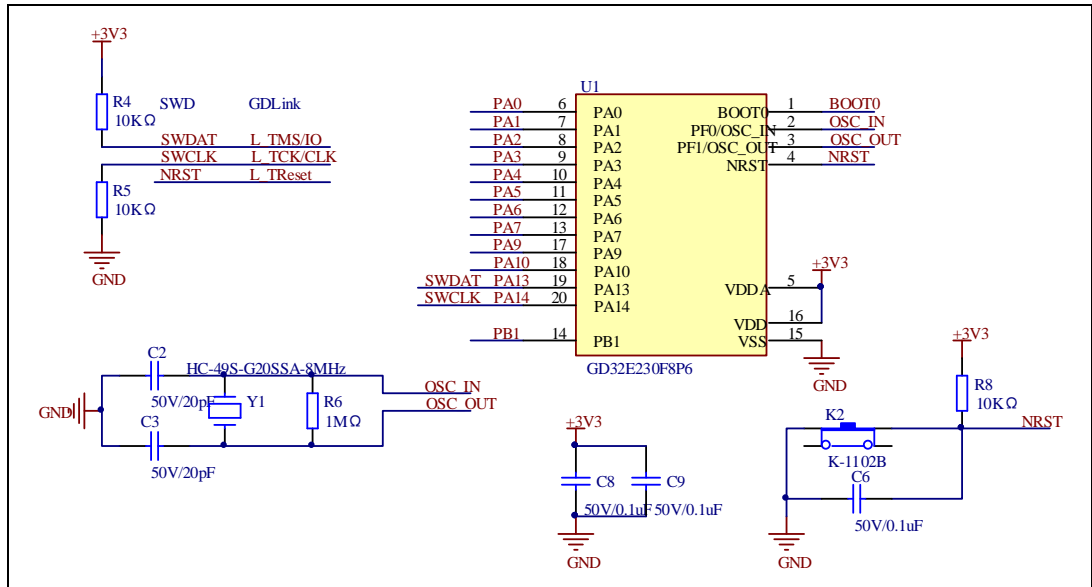 +3V3
R4
10KΩ
SWD GDLink
SWDAT L_TMS/IO
SWCLK L_TCK/CLK
NRST L_TReset
R5
10KΩ
GND
U1
PA0 6 PA0 BOOT0 1 BOOT0
PA1 7 PA1 PF0/OSC_IN 2 OSC_IN
PA2 8 PA2 PF1/OSC_OUT 3 OSC_OUT
PA3 9 PA3 NRST 4 NRST
PA4 10 PA4
PA5 11 PA5
PA6 12 PA6
PA7 13 PA7
PA9 17 PA9
PA10 18 PA10
SWDAT PA13 19 PA13 VDDA 5 +3V3
SWCLK PA14 20 PA14
VDD 16
PB1 14 PB1 VSS 15
GND
GD32E230F8P6
C2
HC-49S-G20SSA-8MHz
50V/20pF
Y1
R6
1MΩ
OSC_IN
OSC_OUT
GND
C3
50V/20pF
+3V3
C8 C9
50V/0.1uF 50V/0.1uF
GND
+3V3
R8
10KΩ
K2
NRST
K-1102B
C6
50V/0.1uF
GND